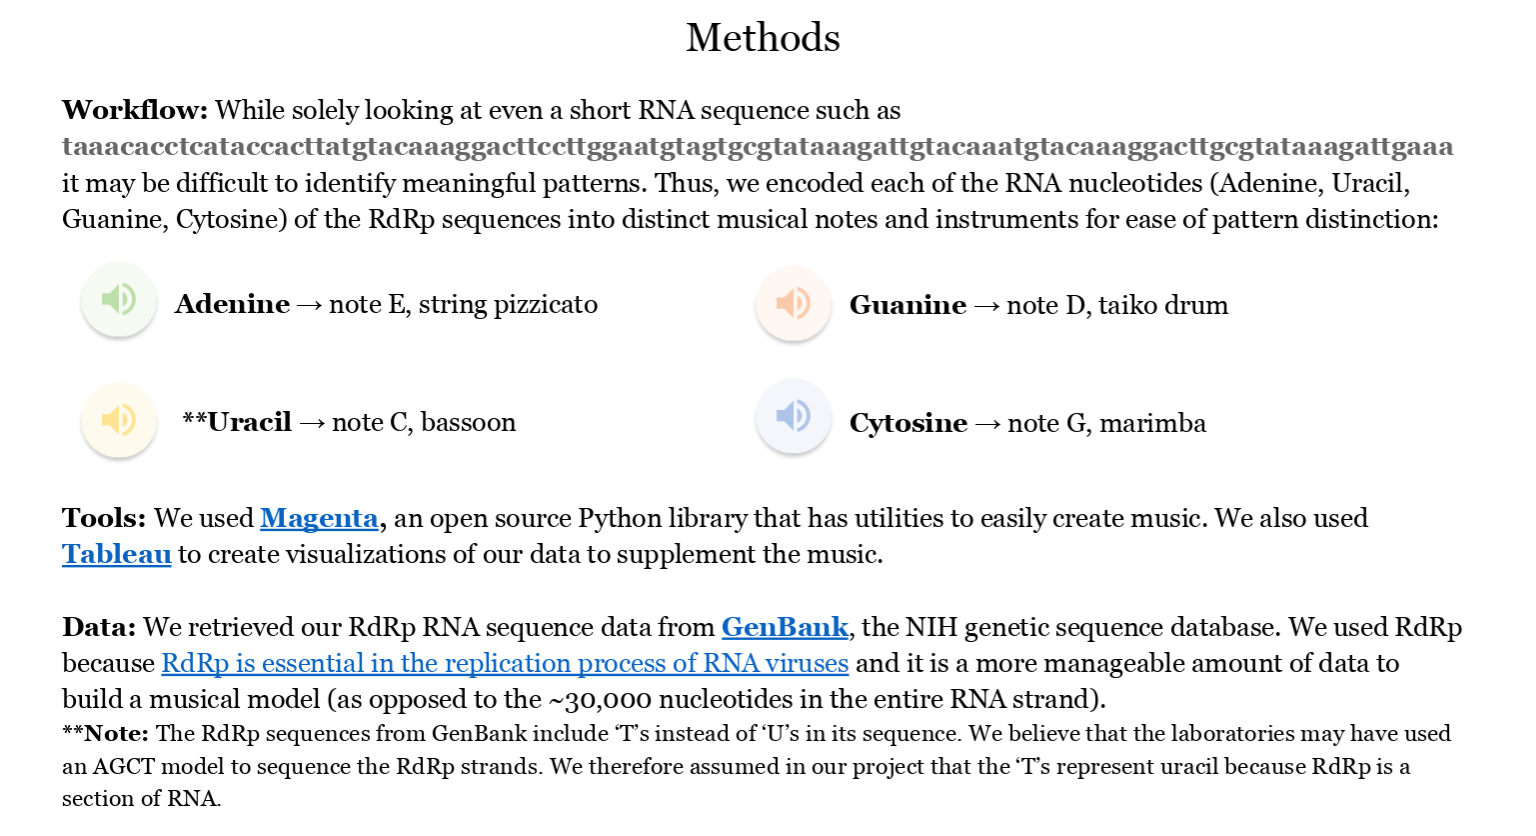 Methods
Workflow: While solely looking at even a short RNA sequence such as
taaacacctcataccacttatgtacaaaggacttccttggaatgtagtgcgtataaagattgtacaaatgtacaaaggacttgcgtataaagattgaaa
it may be difficult to identify meaningful patterns. Thus, we encoded each of the RNA nucleotides (Adenine, Uracil,
Guanine, Cytosine) of the RdRp sequences into distinct musical notes and instruments for ease of pattern distinction:
Adenine → note E, string pizzicato
Guanine → note D, taiko drum
**Uracil → note C, bassoon
Cytosine → note G, marimba
Tools: We used Magenta, an open source Python library that has utilities to easily create music. We also used
Tableau to create visualizations of our data to supplement the music.
Data: We retrieved our RdRp RNA sequence data from GenBank, the NIH genetic sequence database. We used RdRp
because RdRp is essential in the replication process of RNA viruses and it is a more manageable amount of data to
build a musical model (as opposed to the ~30,000 nucleotides in the entire RNA strand).
**Note: The RdRp sequences from GenBank include ‘T’s instead of ‘U’s in its sequence. We believe that the laboratories may have used
an AGCT model to sequence the RdRp strands. We therefore assumed in our project that the ‘T’s represent uracil because RdRp is a
section of RNA.